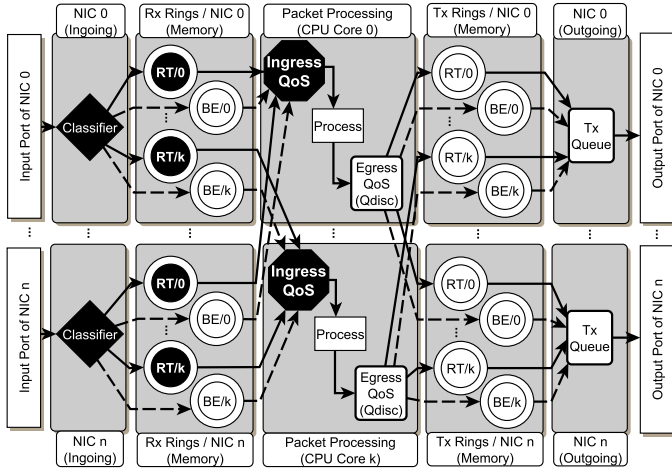 NIC 0
(Ingoing)
Rx Rings / NIC 0
(Memory)
Packet Processing
(CPU Core 0)
Tx Rings / NIC 0
(Memory)
NIC 0
(Outgoing)
Input Port of NIC 0
Classifier
RT/0
BE/0
...
RT/k
BE/k
Ingress
QoS
Process
Egress
QoS
(Qdisc)
RT/0
BE/0
...
RT/k
BE/k
Tx
Queue
Output Port of NIC 0
...
...
...
...
...
...
Input Port of NIC n
Classifier
RT/0
BE/0
...
RT/k
BE/k
Ingress
QoS
Process
Egress
QoS
(Qdisc)
RT/0
BE/0
...
RT/k
BE/k
Tx
Queue
Output Port of NIC n
NIC n
(Ingoing)
Rx Rings / NIC n
(Memory)
Packet Processing
(CPU Core k)
Tx Rings / NIC n
(Memory)
NIC n
(Outgoing)